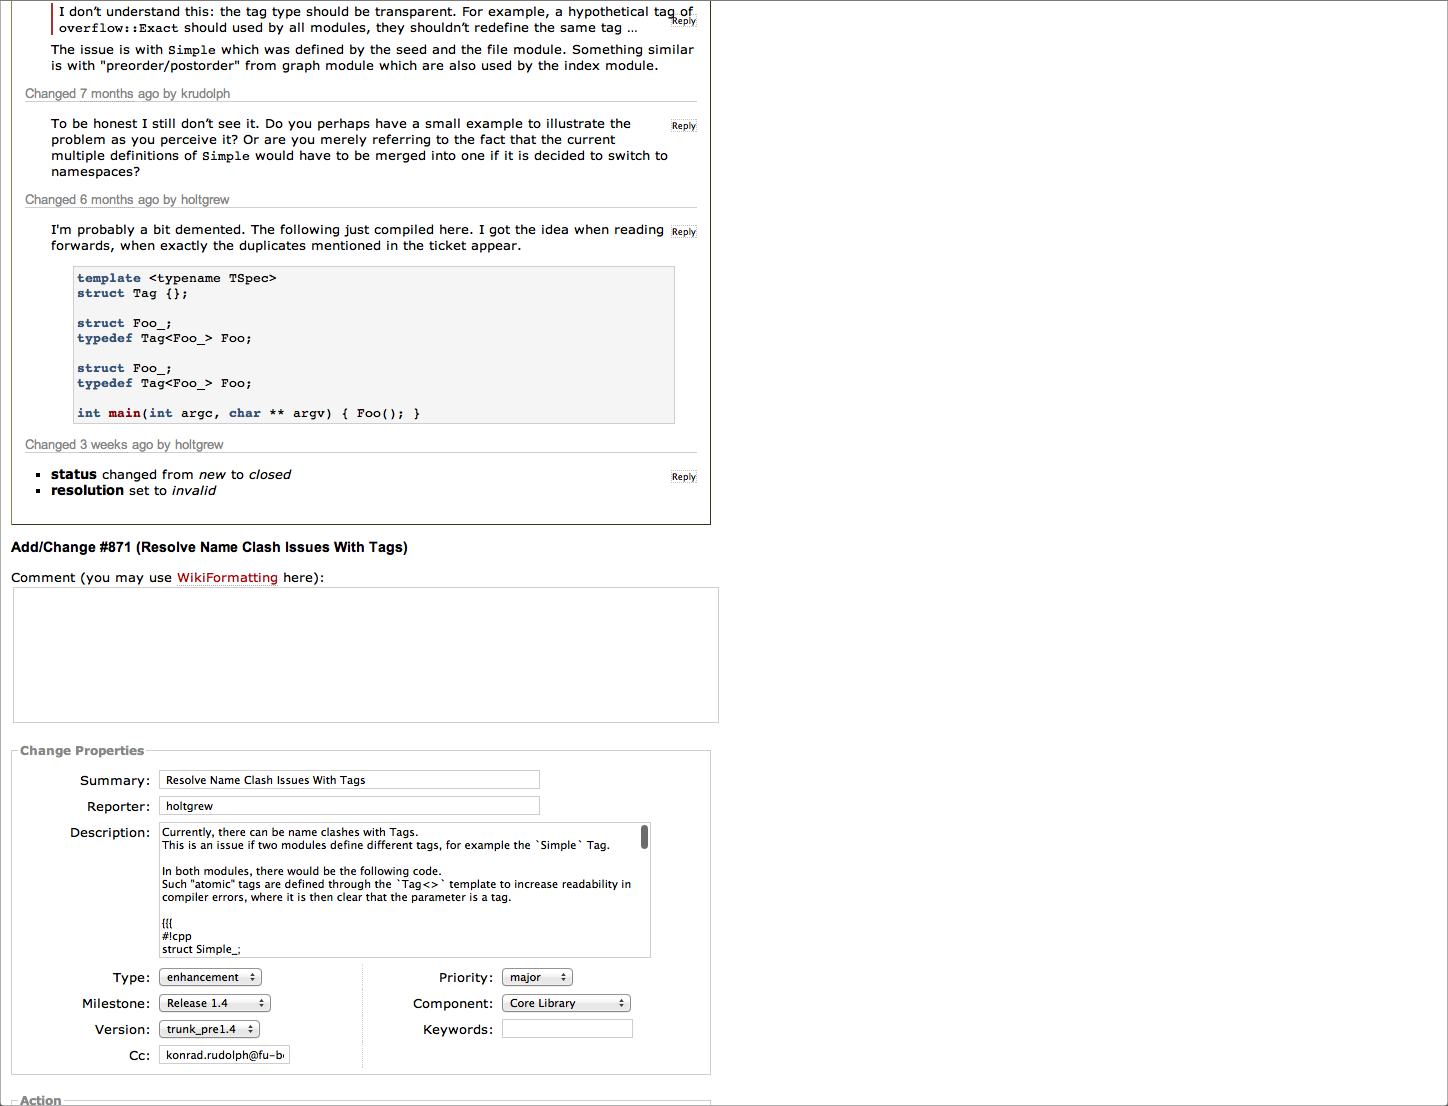 I don't understand this: the tag type should be transparent. For example, a hypothetical tag of
Reply
overflow::Exact should used by all modules, they shouldn't redefine the same tag ...
The issue is with Simple which was defined by the seed and the file module. Something similar
is with "preorder/postorder" from graph module which are also used by the index module.
Changed 7 months ago by krudolph
To be honest I still don't see it. Do you perhaps have a small example to illustrate the
Reply
problem as you perceive it? Or are you merely referring to the fact that the current
multiple definitions of Simple would have to be merged into one if it is decided to switch to
namespaces?
Changed 6 months ago by holtgrew
I'm probably a bit demented. The following just compiled here. I got the idea when reading
Reply
forwards, when exactly the duplicates mentioned in the ticket appear.
template <typename TSpec>
struct Tag {};
struct Foo_;
typedef Tag<Foo_> Foo;
struct Foo_;
typedef Tag<Foo_> Foo;
int main(int argc, char ** argv) { Foo(); }
Changed 3 weeks ago by holtgrew
status changed from new to closed
Reply
resolution set to invalid
Add/Change #871 (Resolve Name Clash Issues With Tags)
Comment (you may use WikiFormatting here):
Change Properties
Summary: Resolve Name Clash Issues With Tags
Reporter: holtgrew
Description: Currently, there can be name clashes with Tags.
This is an issue if two modules define different tags, for example the `Simple` Tag.
In both modules, there would be the following code.
Such "atomic" tags are defined through the `Tag<>` template to increase readability in
compiler errors, where it is then clear that the parameter is a tag.
{{{
#!cpp
struct Simple_;
Type: enhancement Priority: major
Milestone: Release 1.4 Component: Core Library
Version: trunk_pre1.4 Keywords:
Cc: konrad.rudolph@fu-b
Action